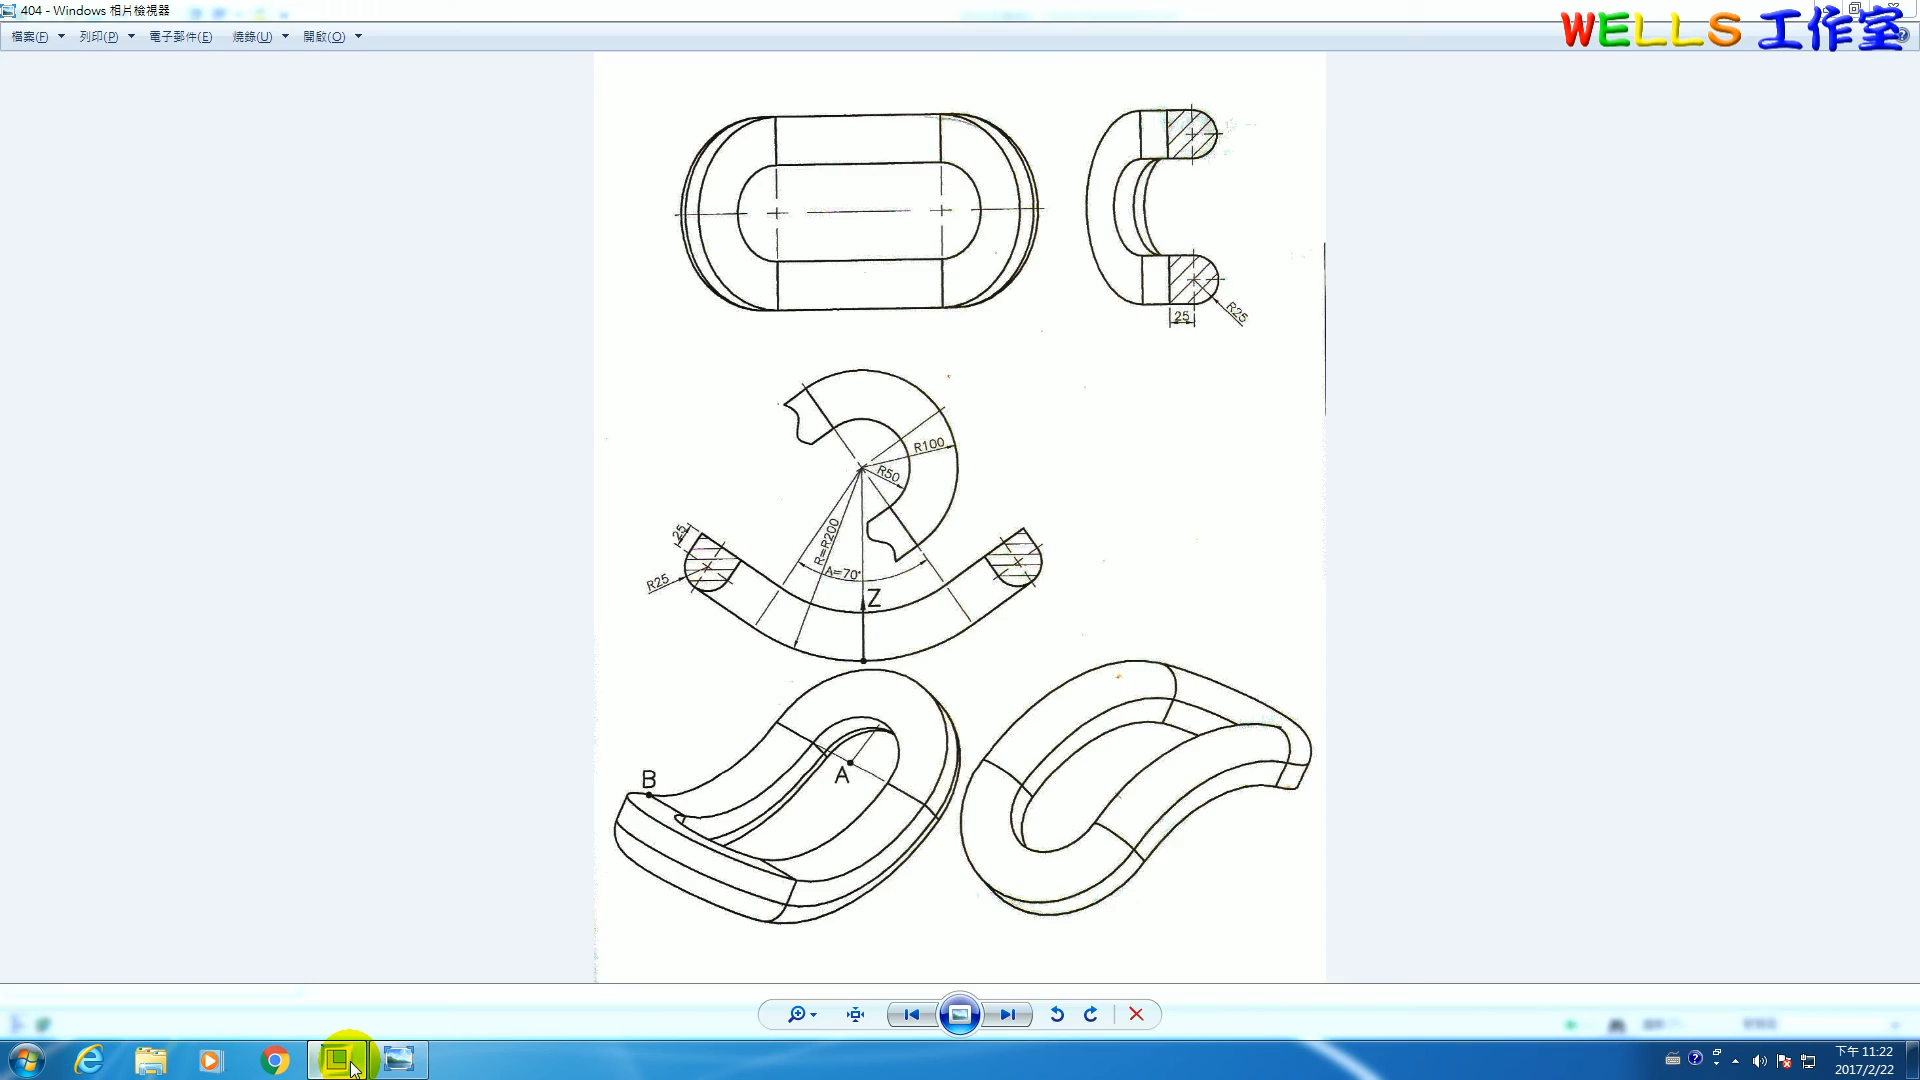 404 - Windows 相片檢視器
WELLS 工作室
檔案(F) 列印(P) 電子郵件(E) 燒錄(U) 開啟(O)
25
R25
R100
R50
R=R200
A=70°
25
R25
Z
A
B
下午 11:22
2017/2/22